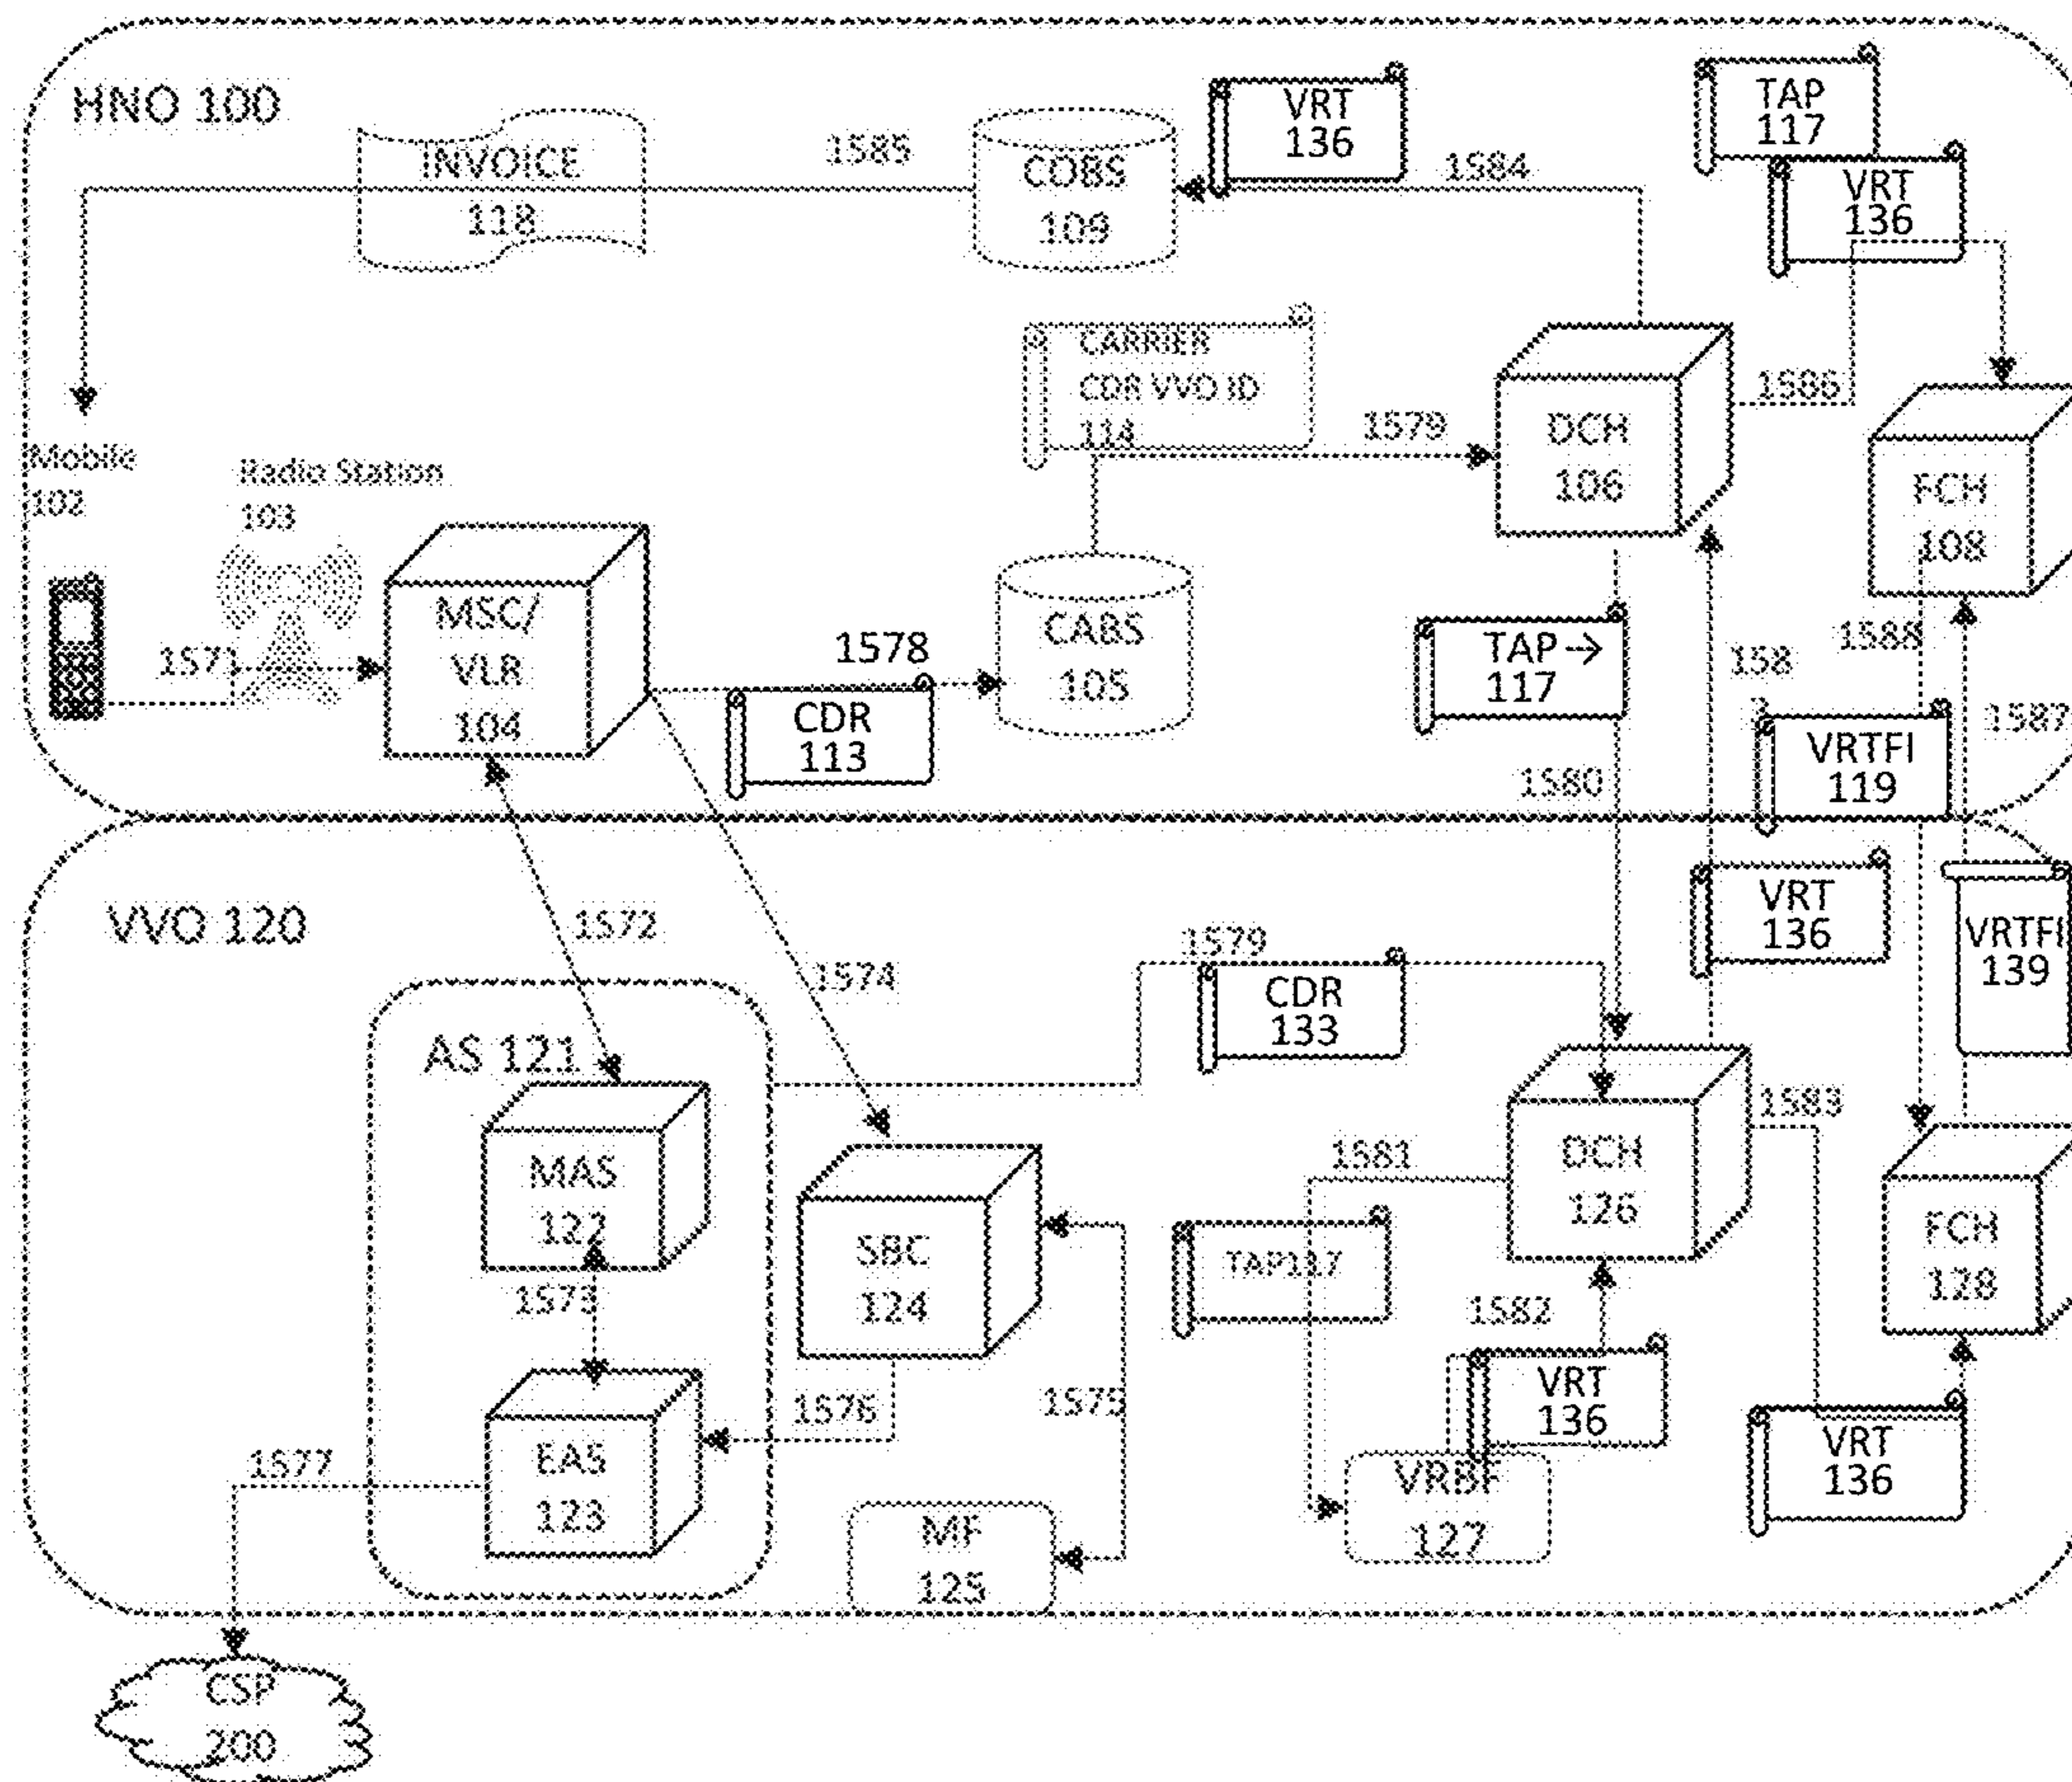 HNO 100
INVOICE
118
1585
COBS
109
VRT
136
1584
TAP
117
VRT
136
CARRIER
CDR VVO ID
114
1579
DCH
106
1586
FCH
108
Mobile
102
Radio Station
103
1571
MSC/
VLR
104
1578
CDR
113
CABS
105
TAP→
117
1580
158
1588
VRTFI
119
1587
VVO 120
1572
1574
1579
CDR
133
VRT
136
VRTFI
139
AS 121
MAS
122
1573
EAS
123
1577
SBC
124
1576
1575
MF
125
1581
TAP117
DCH
126
1582
VRT
136
VRBF
127
1583
FCH
128
VRT
136
CSP
200